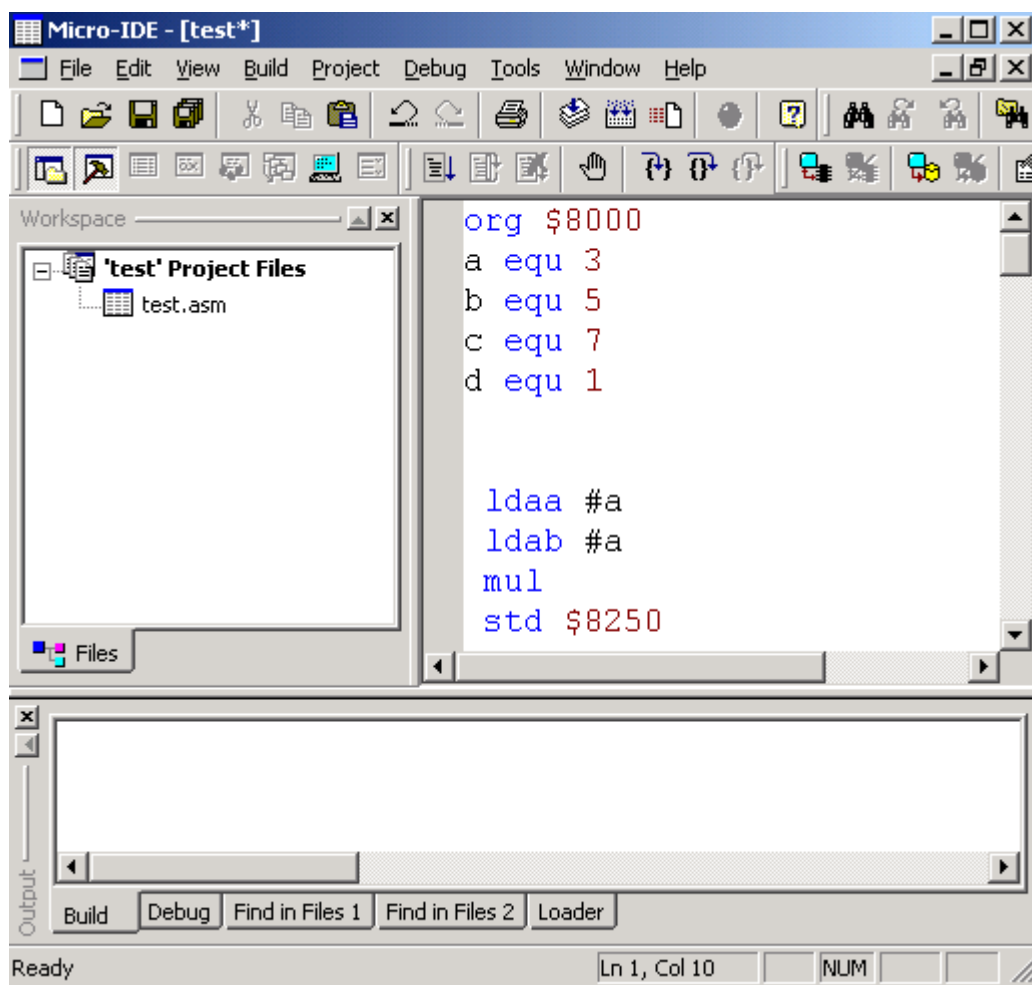 Micro-IDE - [test*]
File Edit View Build Project Debug Tools Window Help
Workspace
'test' Project Files
test.asm
Files
org $8000
a equ 3
b equ 5
c equ 7
d equ 1
ldaa #a
ldab #a
mul
std $8250
Output
Build Debug Find in Files 1 Find in Files 2 Loader
Ready Ln 1, Col 10 NUM